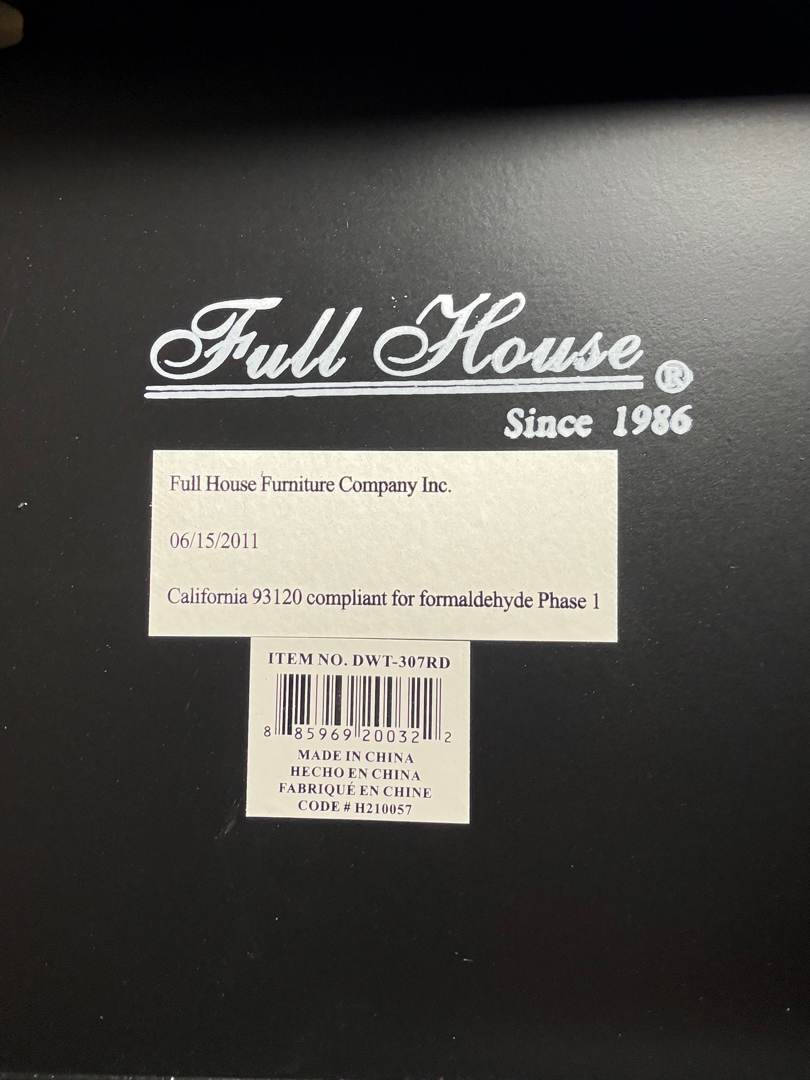 Full House ®
Since 1986
Full House Furniture Company Inc.
06/15/2011
California 93120 compliant for formaldehyde Phase 1
ITEM NO. DWT-307RD
8 85969 20032 2
MADE IN CHINA
HECHO EN CHINA
FABRIQUÉ EN CHINE
CODE # H210057